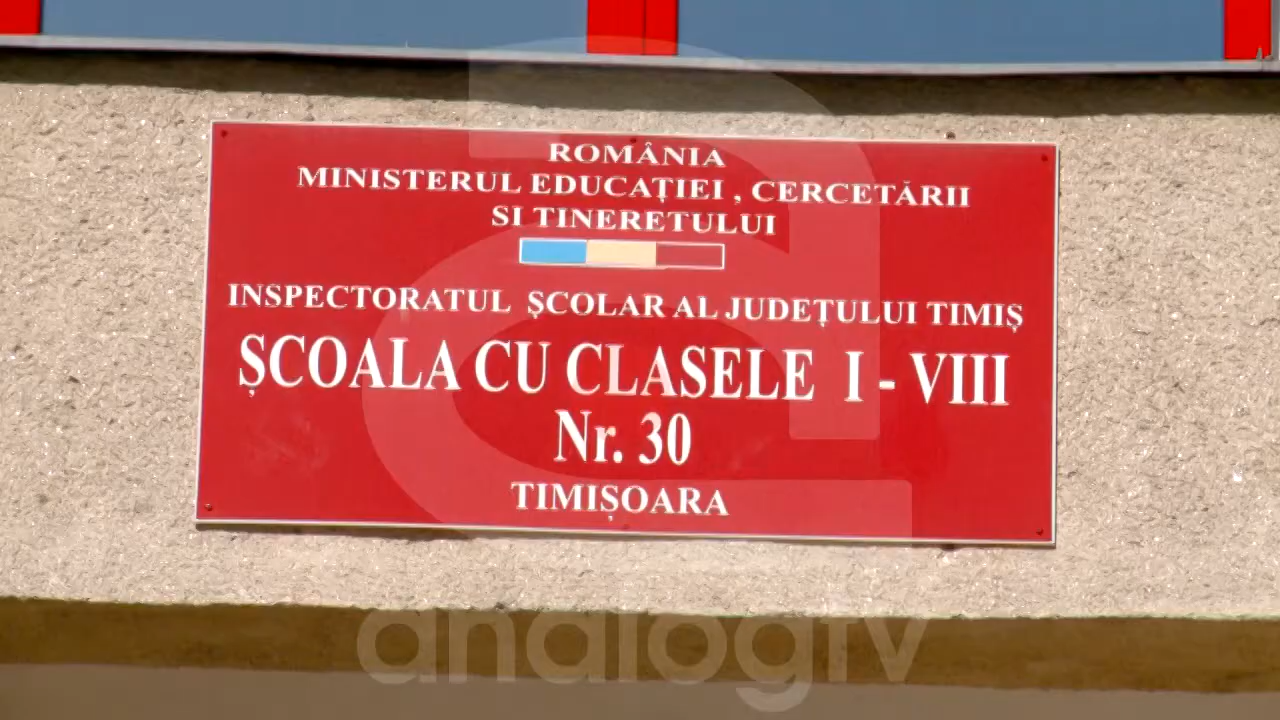 ROMÂNIA
MINISTERUL EDUCAȚIEI , CERCETĂRII
SI TINERETULUI
INSPECTORATUL ȘCOLAR AL JUDEȚULUI TIMIȘ
ȘCOALA CU CLASELE I - VIII
Nr. 30
TIMIȘOARA
analogtv